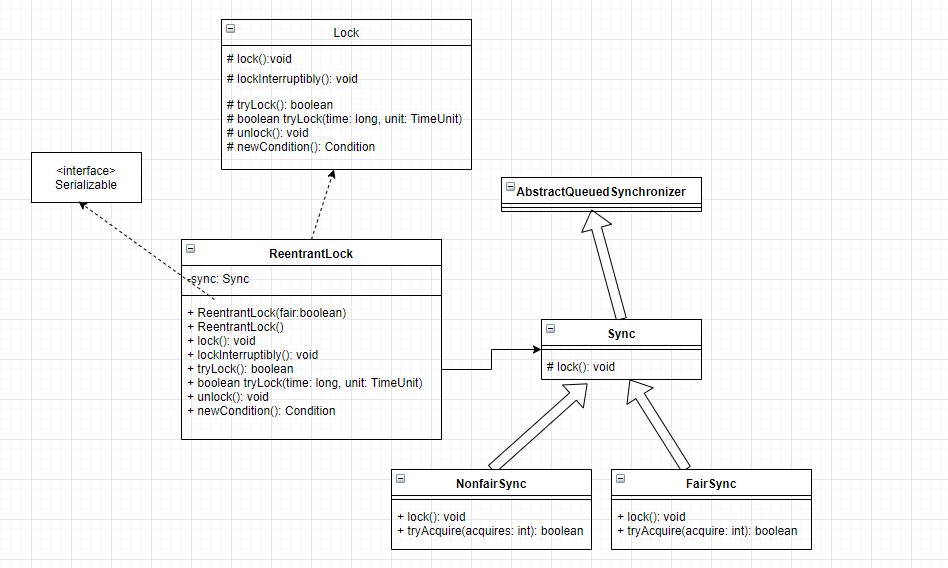 Lock
# lock():void
# lockInterruptibly(): void
# tryLock(): boolean
# boolean tryLock(time: long, unit: TimeUnit)
# unlock(): void
# newCondition(): Condition
<interface>
Serializable
AbstractQueuedSynchronizer
ReentrantLock
-sync: Sync
+ ReentrantLock(fair:boolean)
+ ReentrantLock()
+ lock(): void
+ lockInterruptibly(): void
+ tryLock(): boolean
+ boolean tryLock(time: long, unit: TimeUnit)
+ unlock(): void
+ newCondition(): Condition
Sync
# lock(): void
NonfairSync
+ lock(): void
+ tryAcquire(acquires: int): boolean
FairSync
+ lock(): void
+ tryAcquire(acquire: int): boolean